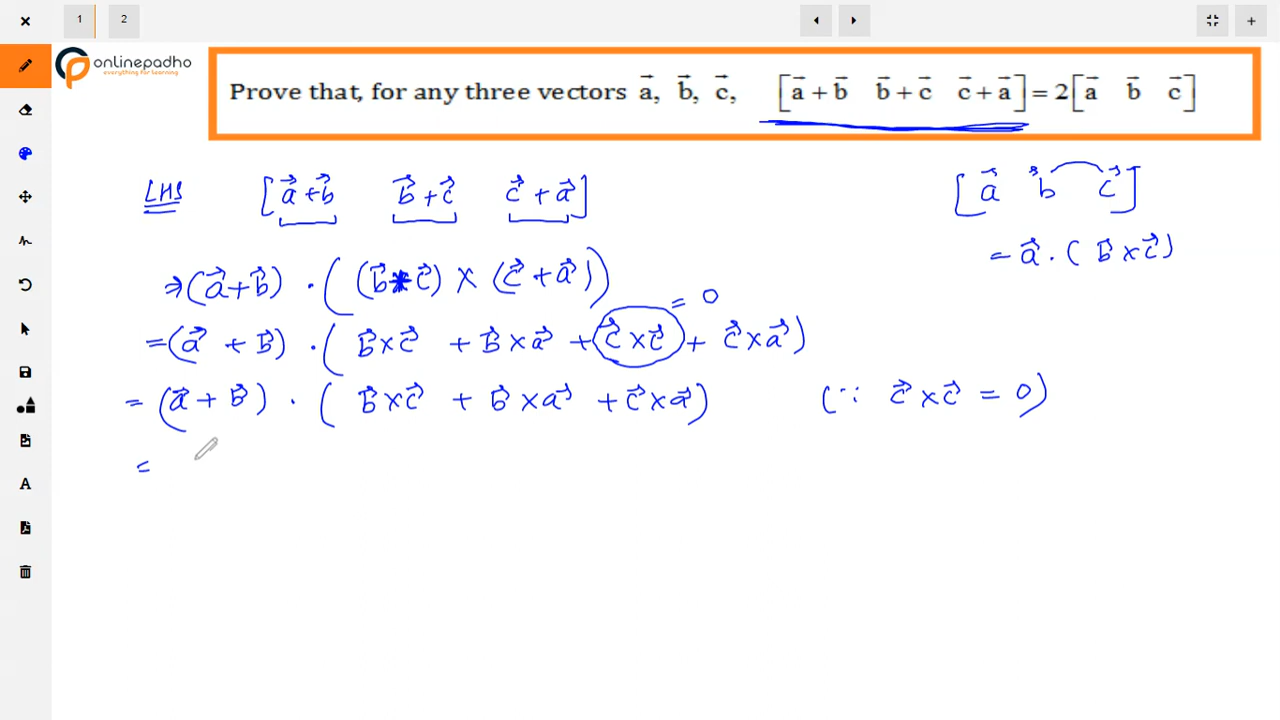 1 2
onlinepadho
everything for learning
Prove that, for any three vectors a⃗, b⃗, c⃗, [a⃗+b⃗ b⃗+c⃗ c⃗+a⃗]=2[a⃗ b⃗ c⃗]
LHS [a⃗+b⃗ b⃗+c⃗ c⃗+a⃗]
[a⃗ b⃗ c⃗]
= a⃗ . (b⃗ × c⃗)
⇒ (a⃗+b⃗) . ((b⃗+c⃗) × (c⃗+a⃗))
= 0
= (a⃗ + b⃗) . (b⃗×c⃗ + b⃗×a⃗ + c⃗×c⃗ + c⃗×a⃗)
= (a⃗ + b⃗) . (b⃗×c⃗ + b⃗×a⃗ + c⃗×a⃗) (∵ c⃗×c⃗ = 0)
=
A